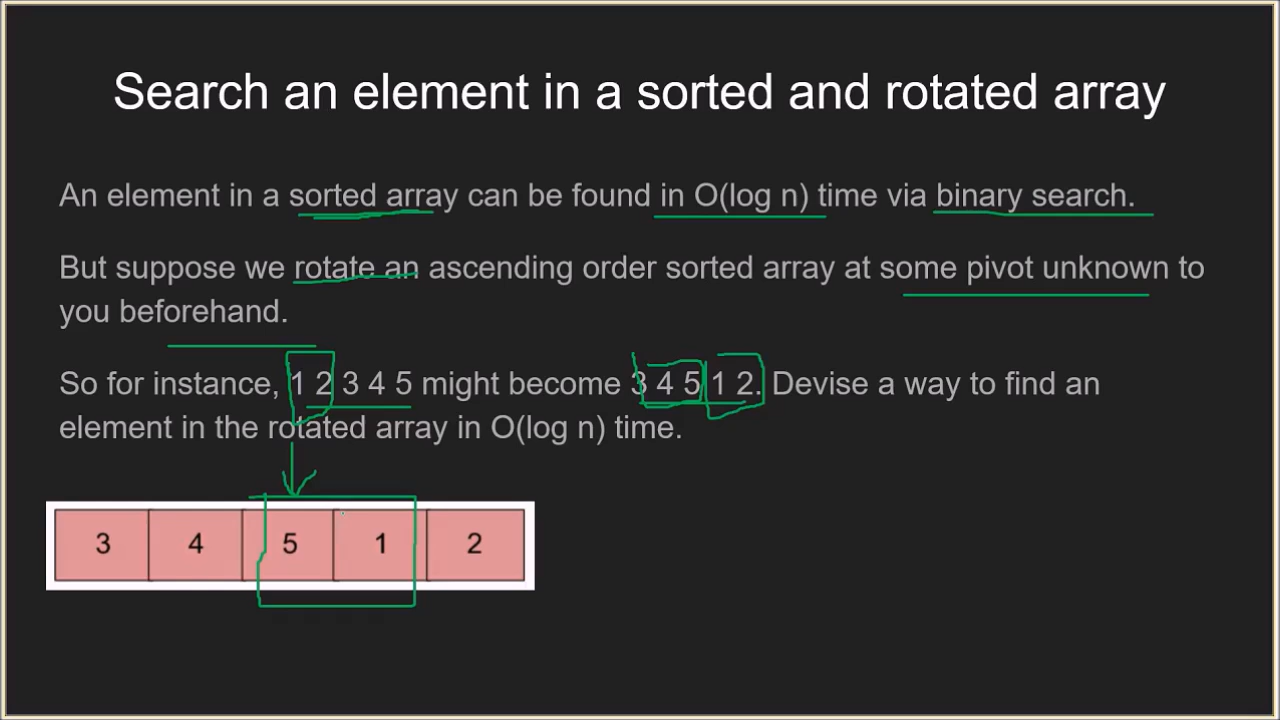 Search an element in a sorted and rotated array
An element in a sorted array can be found in O(log n) time via binary search.
But suppose we rotate an ascending order sorted array at some pivot unknown to
you beforehand.
So for instance, 1 2 3 4 5 might become 3 4 5 1 2. Devise a way to find an
element in the rotated array in O(log n) time.
3 4 5 1 2